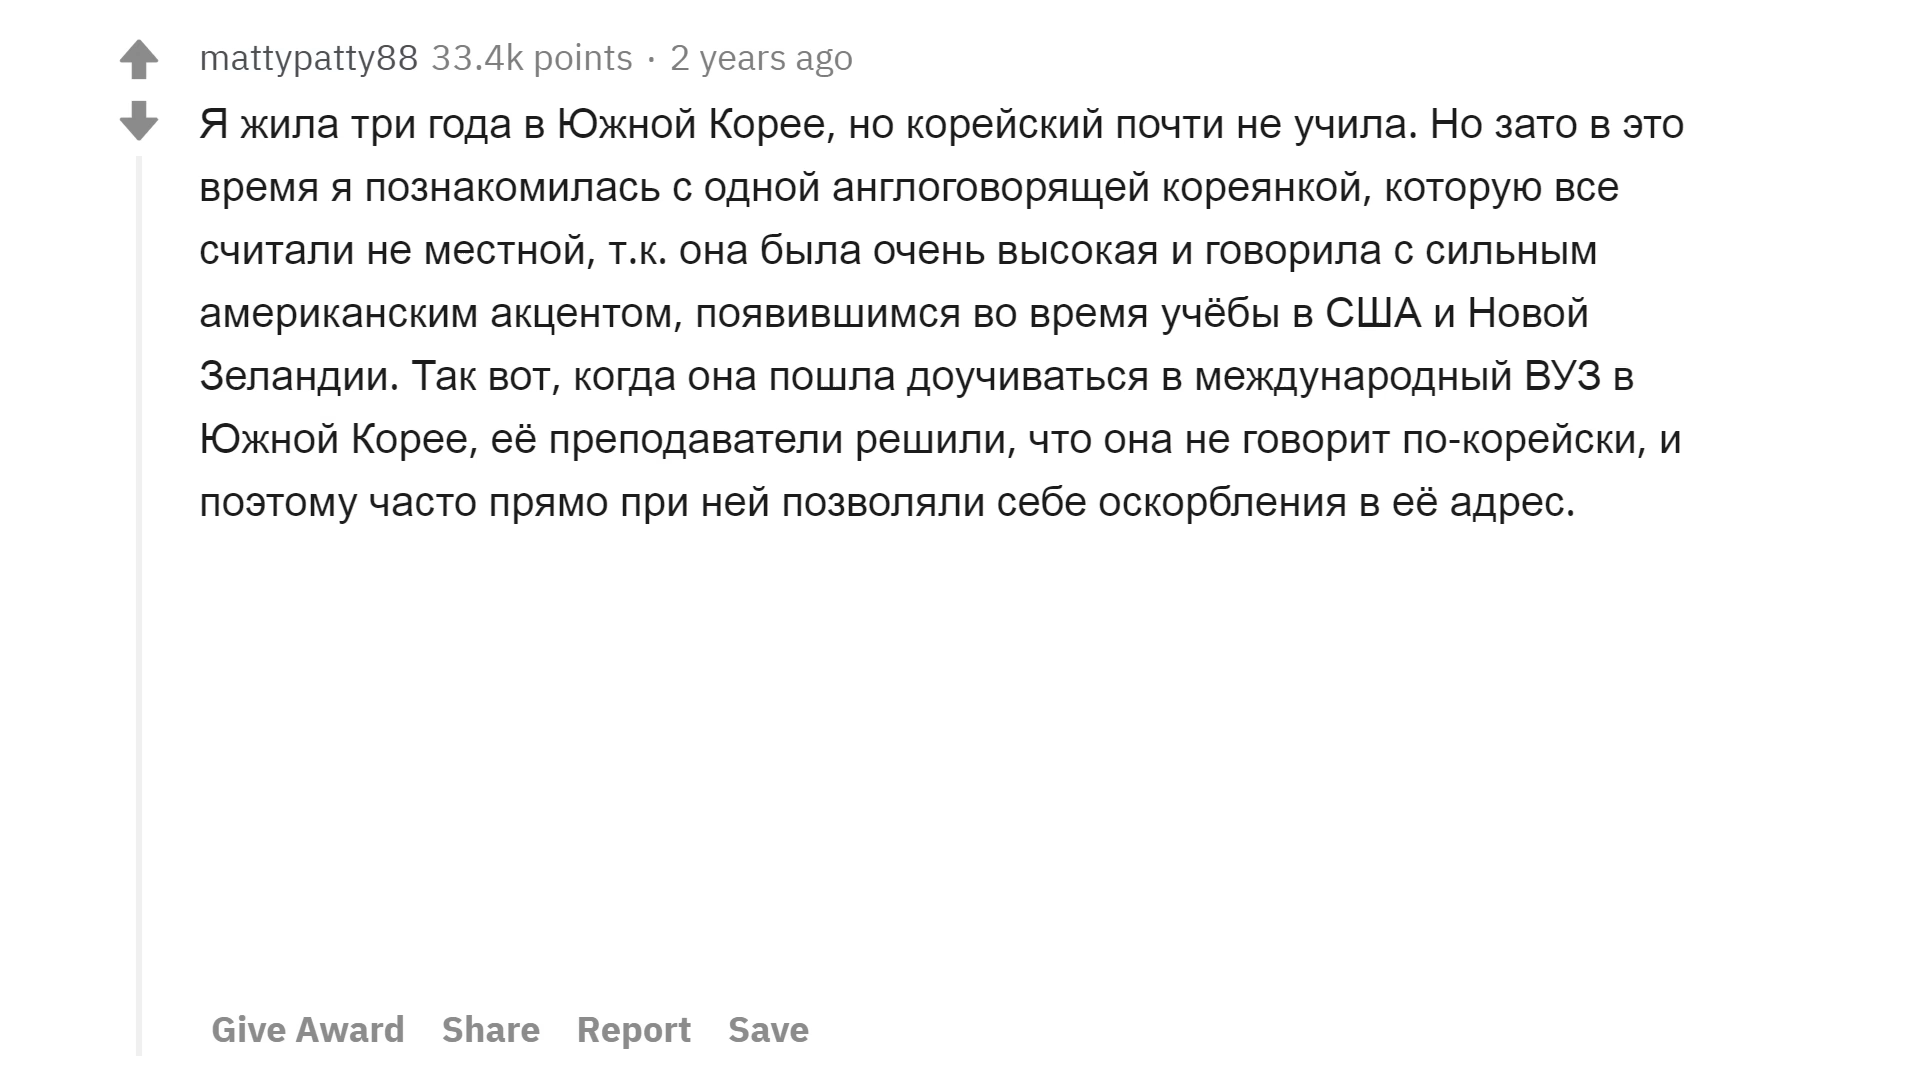 mattypatty88 33.4k points · 2 years ago
Я жила три года в Южной Корее, но корейский почти не учила. Но зато в это
время я познакомилась с одной англоговорящей кореянкой, которую все
считали не местной, т.к. она была очень высокая и говорила с сильным
американским акцентом, появившимся во время учёбы в США и Новой
Зеландии. Так вот, когда она пошла доучиваться в международный ВУЗ в
Южной Корее, её преподаватели решили, что она не говорит по-корейски, и
поэтому часто прямо при ней позволяли себе оскорбления в её адрес.
Give Award Share Report Save